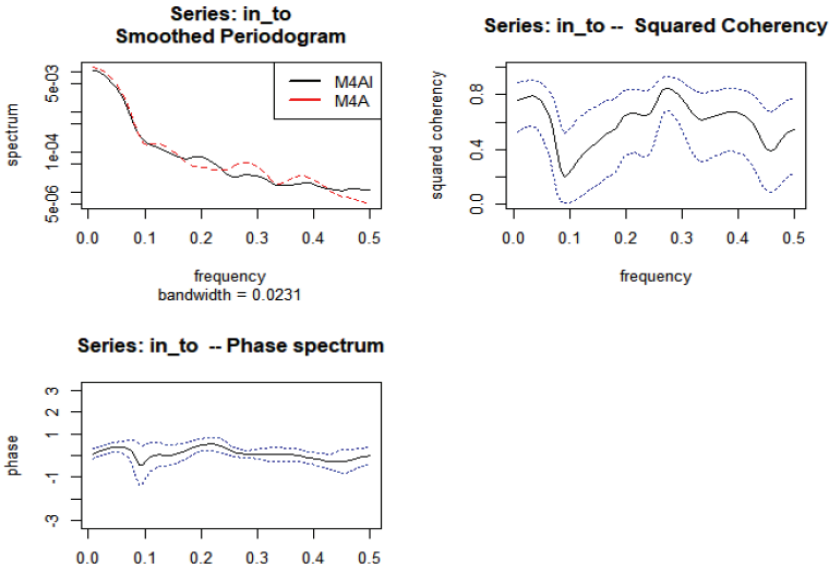 Series: in_to
Smoothed Periodogram
spectrum
5e-03
1e-04
5e-06
M4AI
M4A
0.0 0.1 0.2 0.3 0.4 0.5
frequency
bandwidth = 0.0231
Series: in_to -- Squared Coherency
squared coherency
0.8
0.4
0.0
0.0 0.1 0.2 0.3 0.4 0.5
frequency
Series: in_to -- Phase spectrum
phase
3
2
1
-1
-3
0.0 0.1 0.2 0.3 0.4 0.5